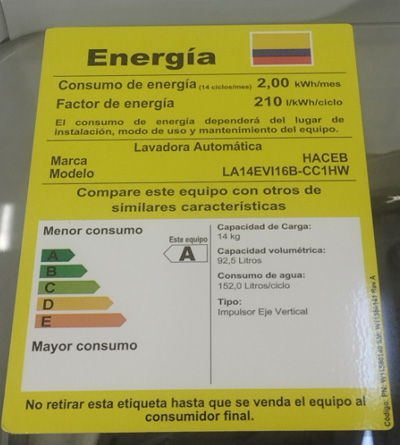 Energía
Consumo de energía (14 ciclos/mes) 2,00 kWh/mes
Factor de energía 210 l/kWh/ciclo
El consumo de energía dependerá del lugar de
instalación, modo de uso y mantenimiento del equipo.
Lavadora Automática
Marca HACEB
Modelo LA14EVI16B-CC1HW
Compare este equipo con otros de
similares características
Menor consumo
Este equipo
A
A
B
C
D
E
Mayor consumo
Capacidad de Carga:
14 kg
Capacidad volumétrica:
92,5 Litros
Consumo de agua:
152,0 Litros/ciclo
Tipo:
Impulsor Eje Vertical
No retirar esta etiqueta hasta que se venda el equipo al
consumidor final.
Código: PN: Rev A